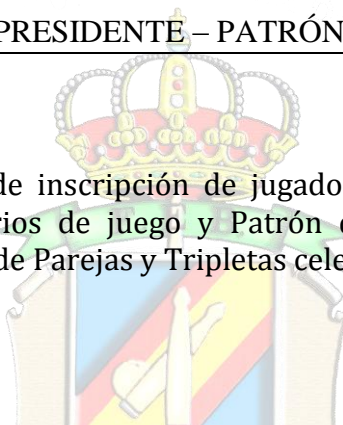 PRESIDENTE – PATRÓN
de inscripción de jugado
rios de juego y Patrón
de Parejas y Tripletas cele